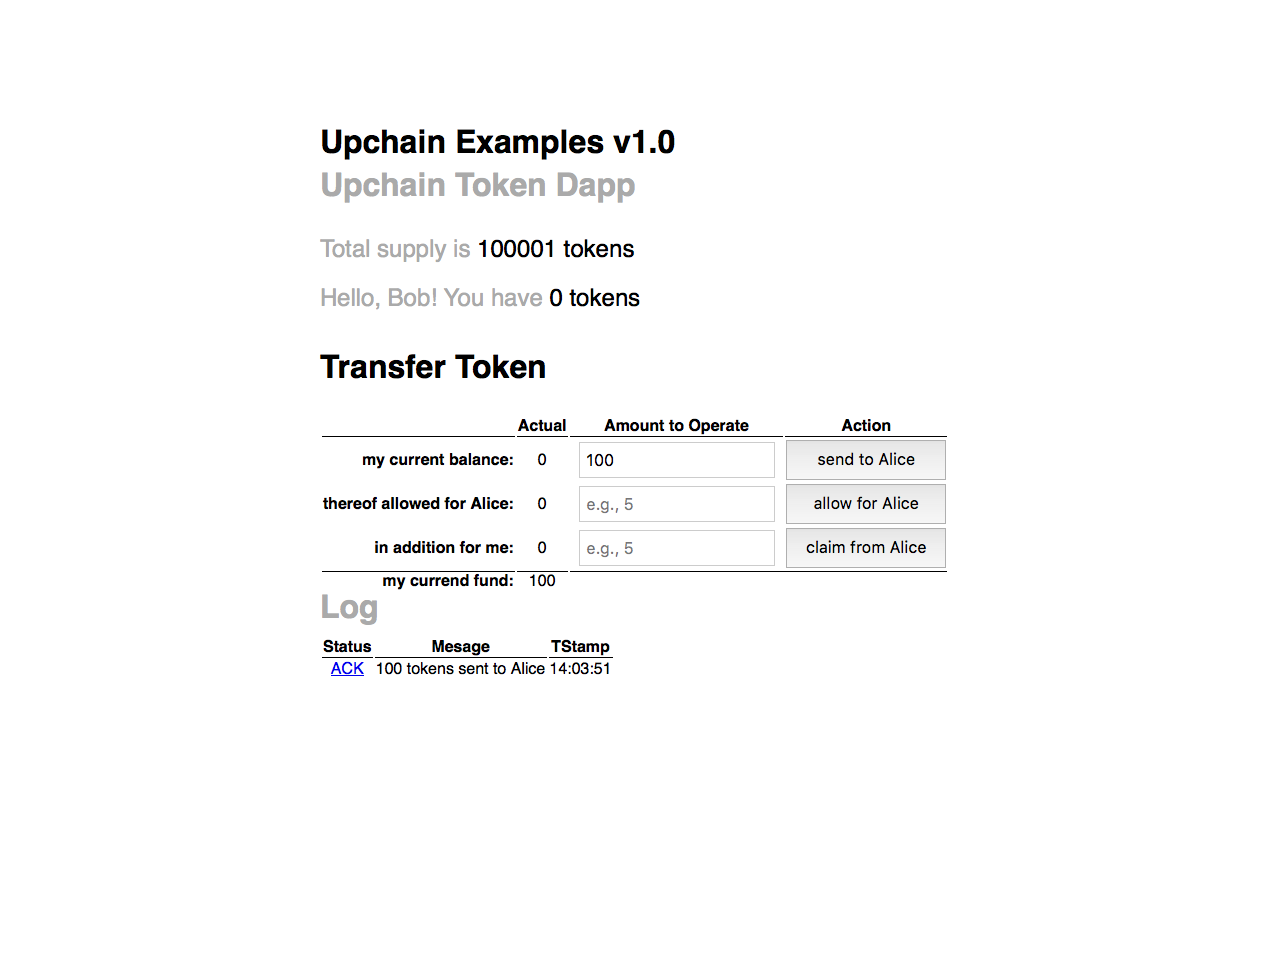 Upchain Examples v1.0
Upchain Token Dapp
Total supply is 100001 tokens
Hello, Bob! You have 0 tokens
Transfer Token
Actual Amount to Operate Action
my current balance: 0 100 send to Alice
thereof allowed for Alice: 0 e.g., 5 allow for Alice
in addition for me: 0 e.g., 5 claim from Alice
my currend fund: 100
Log
Status Mesage TStamp
ACK 100 tokens sent to Alice 14:03:51